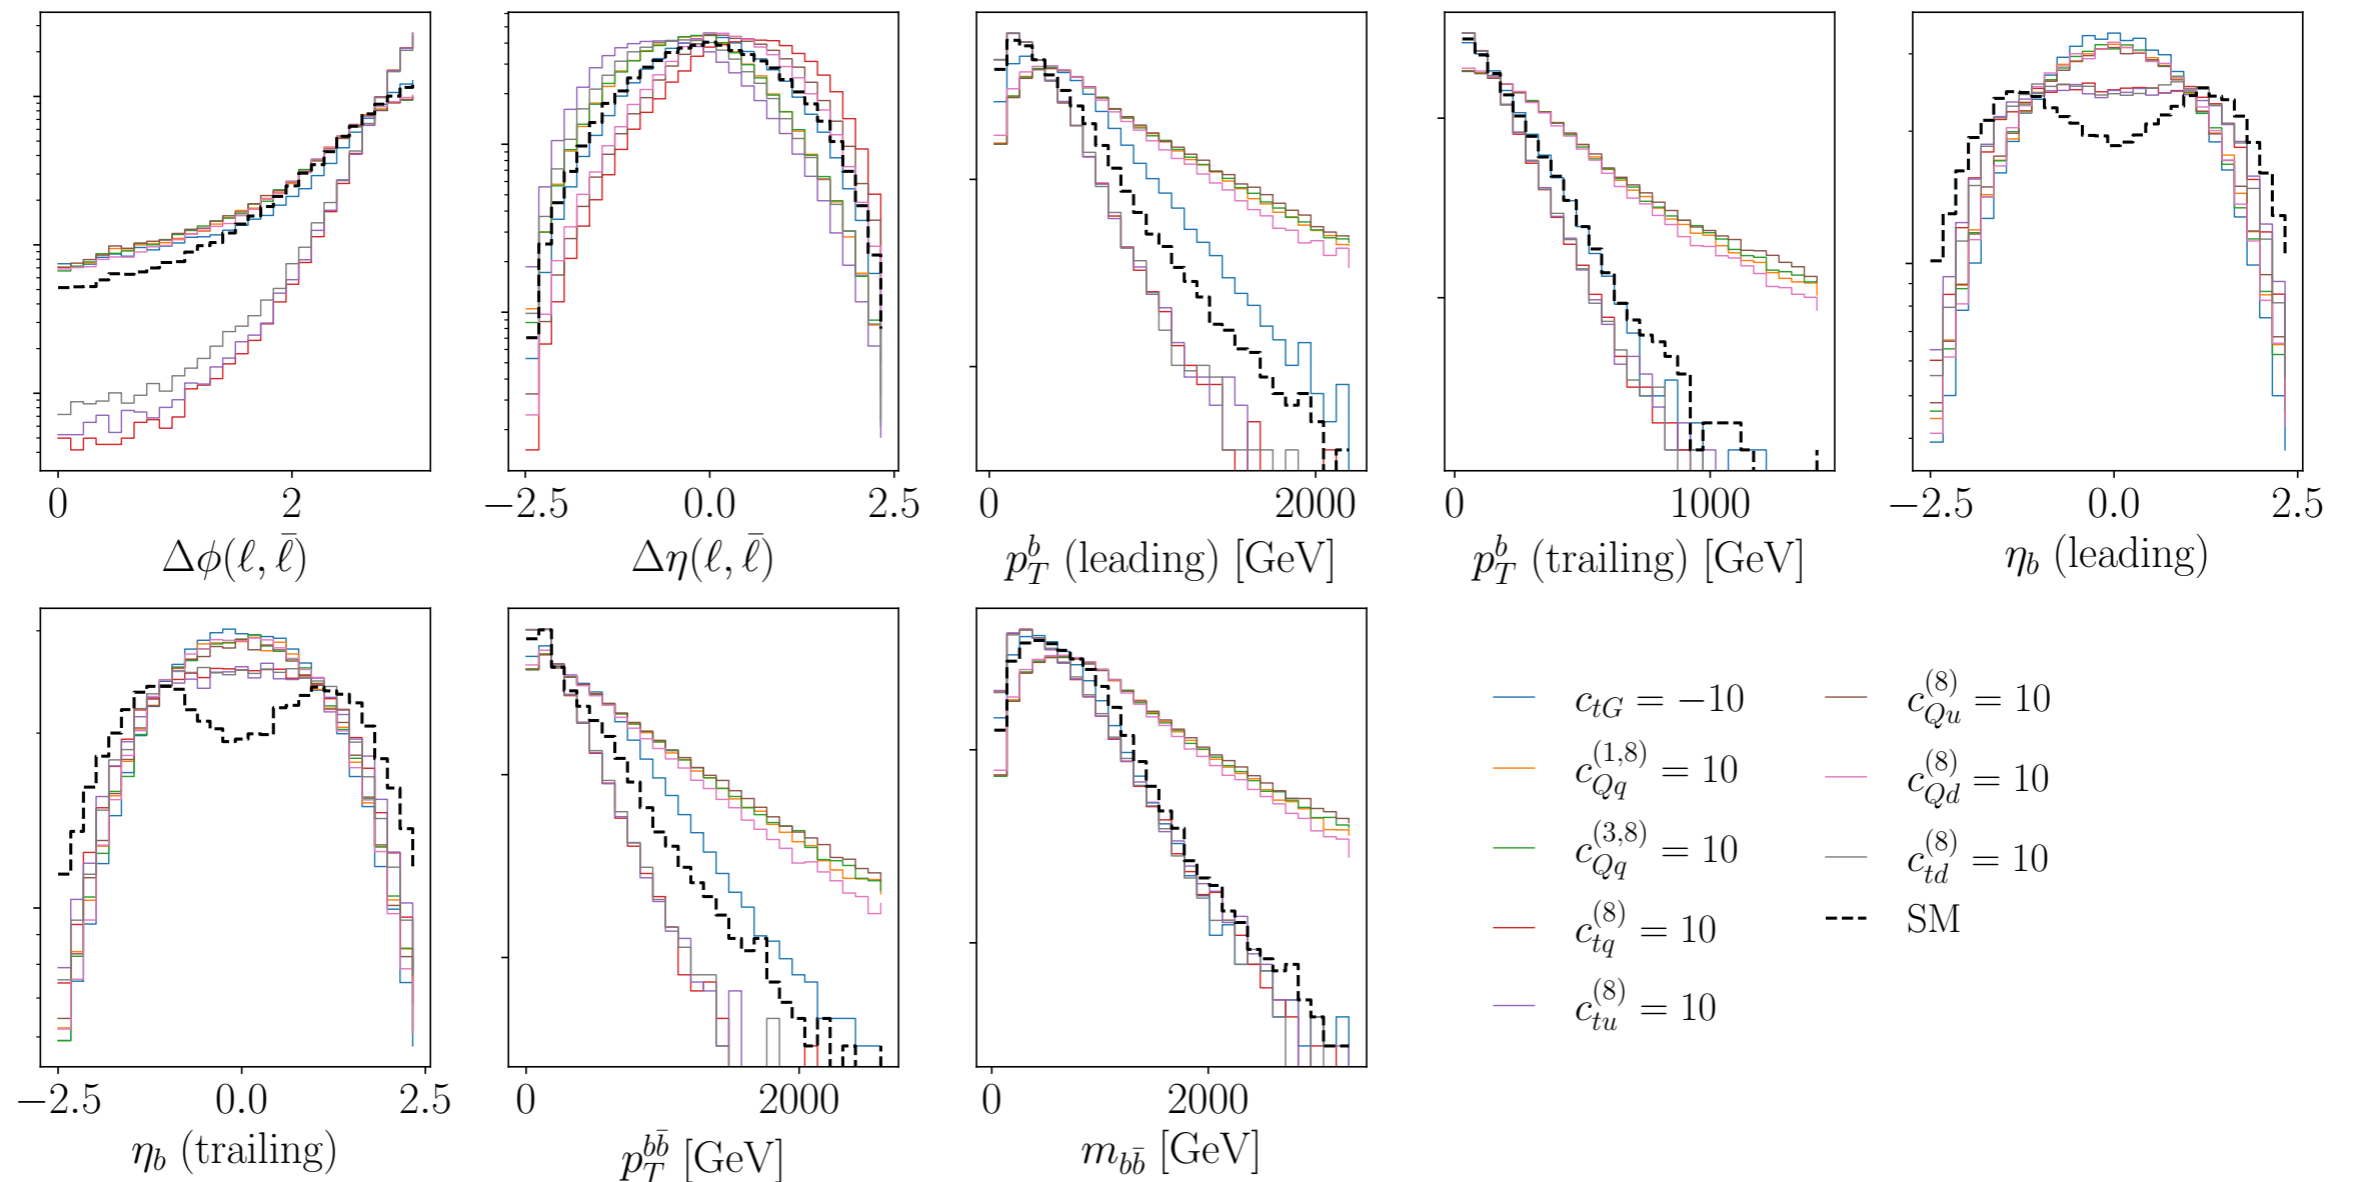 0 2
Δϕ(ℓ, ℓ̄)
−2.5 0.0 2.5
Δη(ℓ, ℓ̄)
0 2000
p_T^b (leading) [GeV]
0 1000
p_T^b (trailing) [GeV]
−2.5 0.0 2.5
η_b (leading)
−2.5 0.0 2.5
η_b (trailing)
0 2000
p_T^{bb̄} [GeV]
0 2000
m_{bb̄} [GeV]
c_{tG} = −10
c_{Qq}^{(1,8)} = 10
c_{Qq}^{(3,8)} = 10
c_{tq}^{(8)} = 10
c_{tu}^{(8)} = 10
c_{Qu}^{(8)} = 10
c_{Qd}^{(8)} = 10
c_{td}^{(8)} = 10
SM